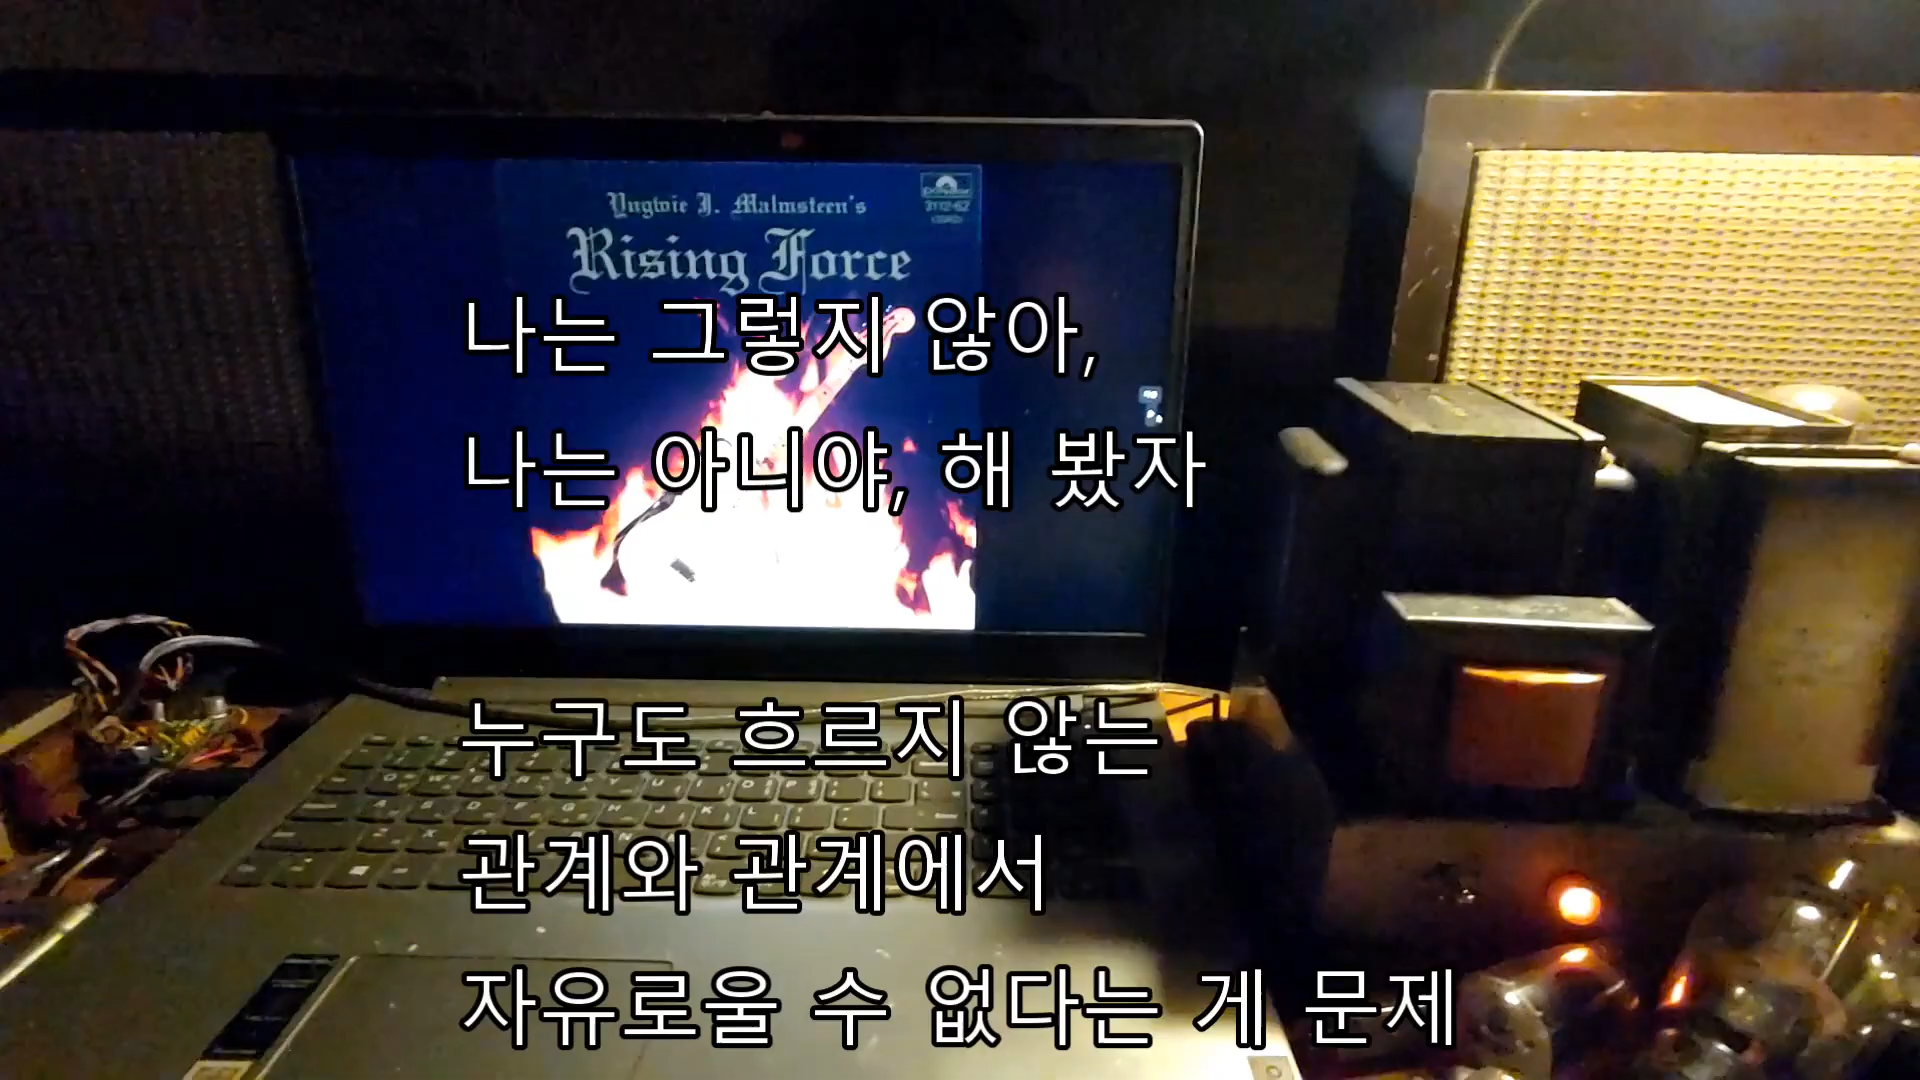 Yngwie J. Malmsteen's
Rising Force
나는 그렇지 않아,
나는 아니야, 해 봤자
누구도 흐르지 않는
관계와 관계에서
자유로울 수 없다는 게 문제